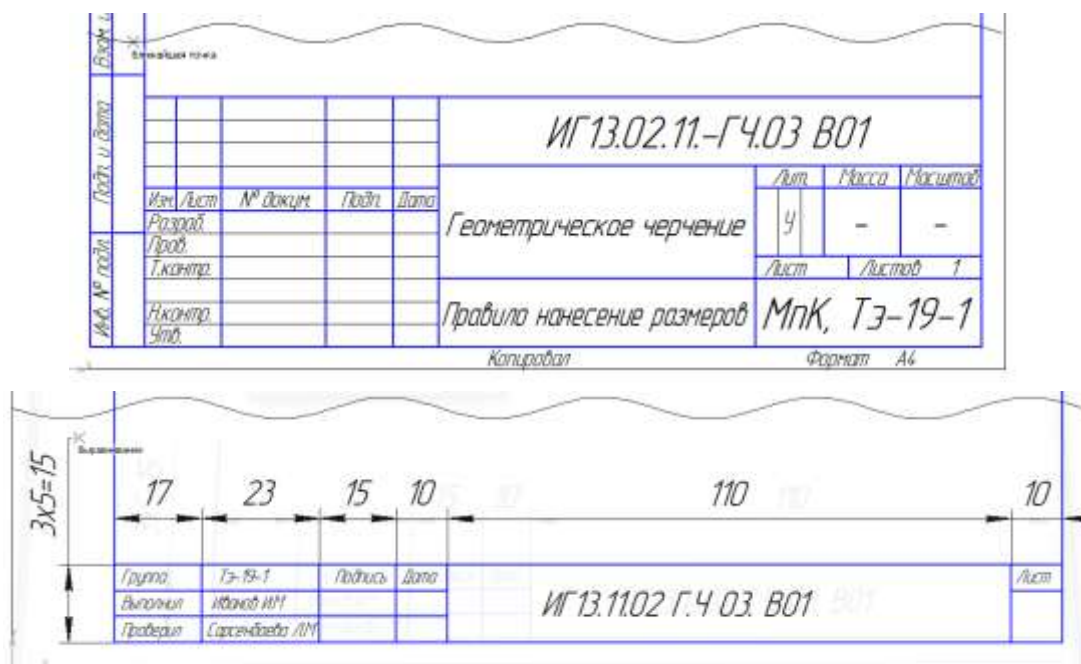 Взам. и
Ближайшая точка
Подп. и дата
Инв. № подл.
ИГ13.02.11.-ГЧ.03 В01
Лит. Масса Масштаб
Изм. Лист № докум. Подп. Дата
Разраб.
Пров.
Т.контр.
Н.контр.
Утв.
Геометрическое черчение
У - -
Лист Листов 1
Правило нанесение размеров
МпК, Тэ-19-1
Копировал Формат А4
Выравнивание
3x5=15
17 23 15 10 110 10
Группа Тэ-19-1 Подпись Дата Лист
Выполнил Иванов И.М
Проверил Сарсенбаева Л.М
ИГ13.11.02 Г.Ч 03. В01